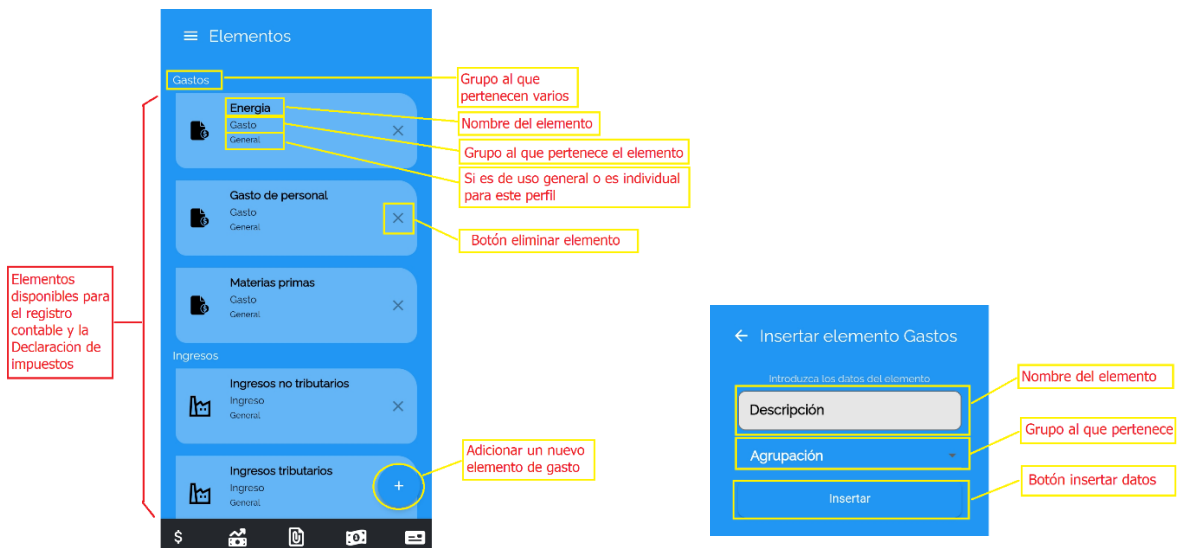 Elementos
Gastos
Energía
Gasto
General
Gasto de personal
Gasto
General
Materias primas
Gasto
General
Ingresos
Ingresos no tributarios
Ingreso
General
Ingresos tributarios
Ingreso
General
+
$
Elementos
disponibles para
el registro
contable y la
Declaración de
impuestos
Grupo al que
pertenecen varios
Nombre del elemento
Grupo al que pertenece el elemento
Si es de uso general o es individual
para este perfil
Botón eliminar elemento
Adicionar un nuevo
elemento de gasto
Insertar elemento Gastos
Introduzca los datos del elemento
Descripción
Agrupación
Insertar
Nombre del elemento
Grupo al que pertenece
Botón insertar datos